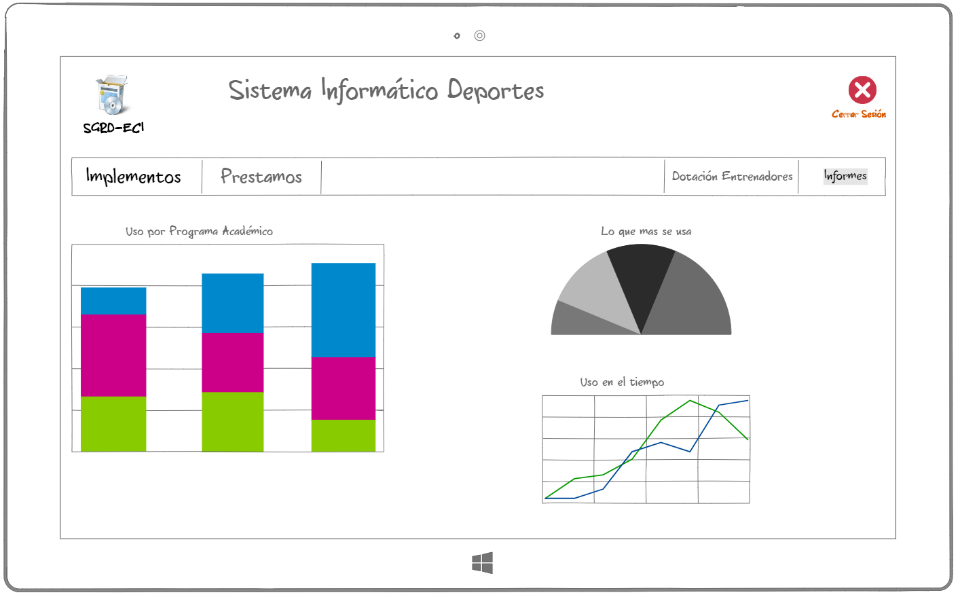 Sistema Informático Deportes
SGRD-ECI
Cerrar Sesión
Implementos
Prestamos
Dotación Entrenadores
Informes
Uso por Programa Académico
Lo que mas se usa
Uso en el tiempo